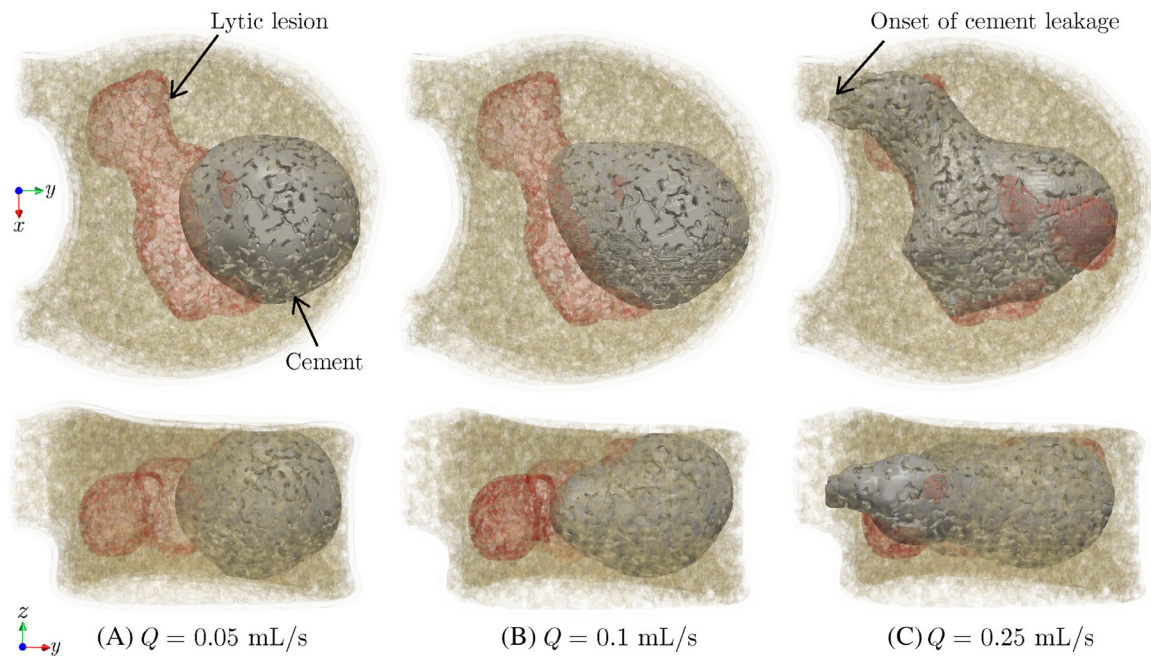 Lytic lesion
Onset of cement leakage
y
x
Cement
z
y
(A) Q = 0.05 mL/s
(B) Q = 0.1 mL/s
(C) Q = 0.25 mL/s